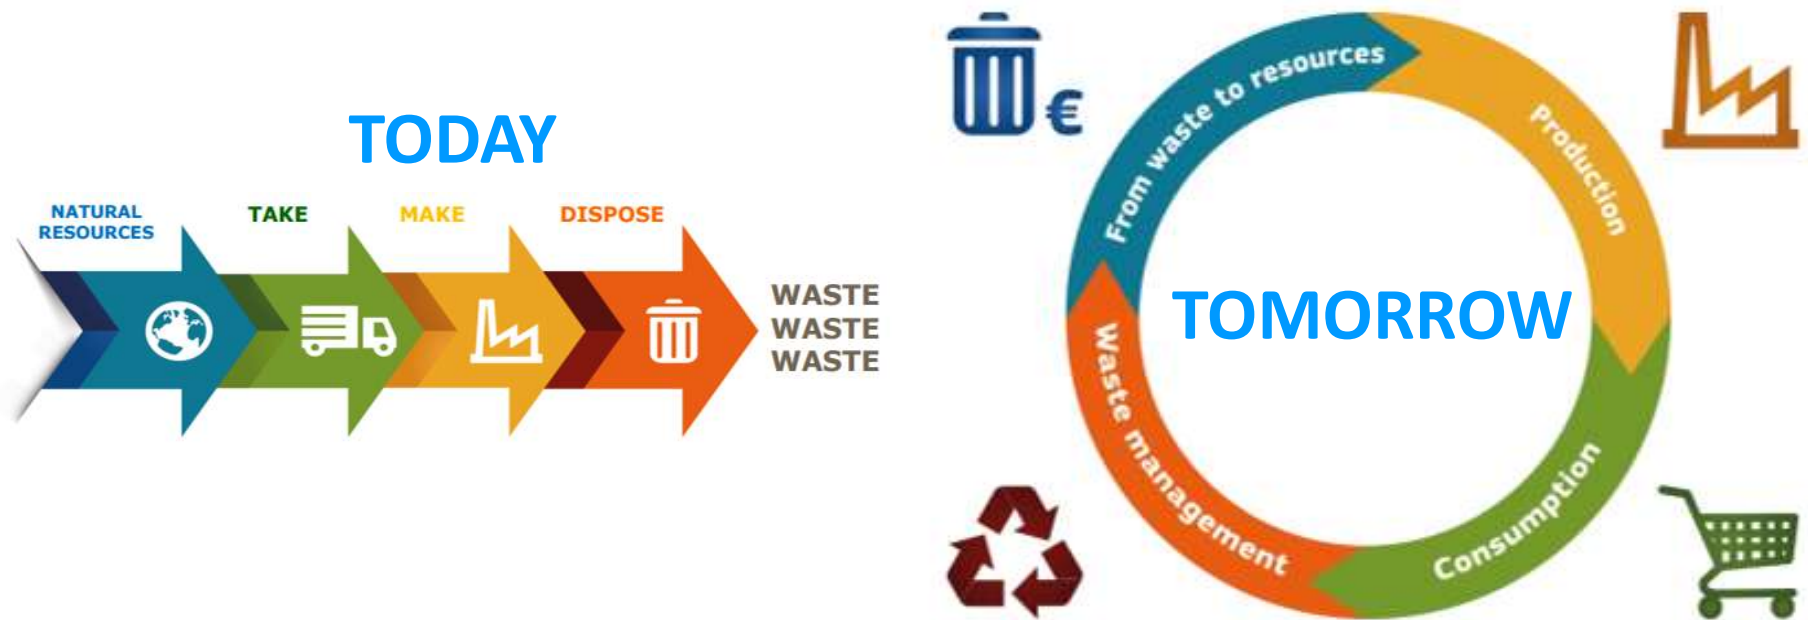 TODAY
NATURAL
RESOURCES
TAKE
MAKE
DISPOSE
WASTE
WASTE
WASTE
€
From waste to resources
Production
TOMORROW
Waste management
Consumption